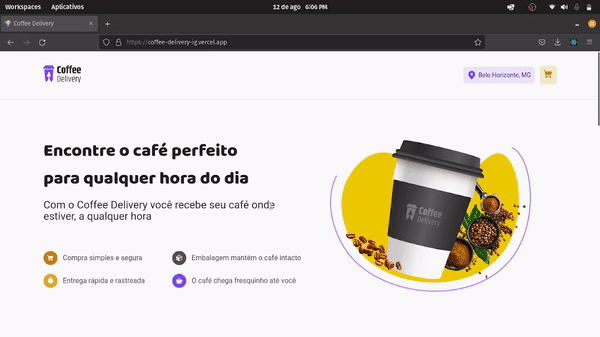 Workspaces Aplicativos 12 de ago 6:06 PM
Coffee Delivery
https://coffee-delivery-ig.vercel.app
Coffee
Delivery
Belo Horizonte, MG
Encontre o café perfeito
para qualquer hora do dia
Com o Coffee Delivery você recebe seu café onde
estiver, a qualquer hora
Compra simples e segura
Embalagem mantém o café intacto
Entrega rápida e rastreada
O café chega fresquinho até você
Coffee
Delivery